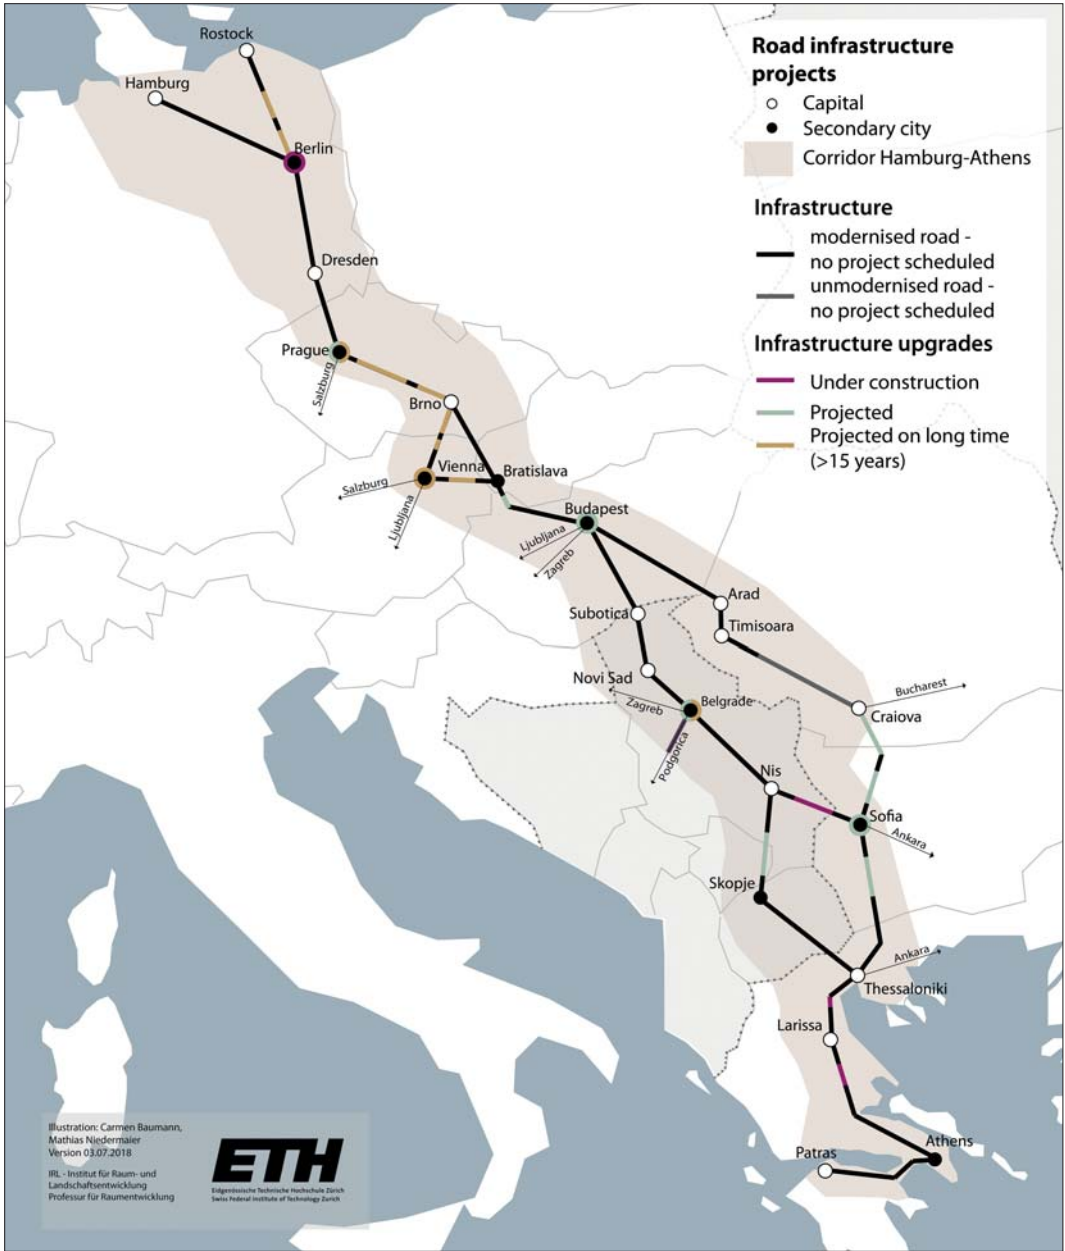 Road infrastructure
projects
Capital
Secondary city
Corridor Hamburg-Athens
Infrastructure
modernised road -
no project scheduled
unmodernised road -
no project scheduled
Infrastructure upgrades
Under construction
Projected
Projected on long time
(>15 years)
Rostock
Hamburg
Berlin
Dresden
Prague
Salzburg
Brno
Vienna
Bratislava
Salzburg
Ljubljana
Budapest
Ljubljana
Zagreb
Arad
Subotica
Timisoara
Novi Sad
Bucharest
Zagreb
Belgrade
Craiova
Podgorica
Nis
Sofia
Ankara
Skopje
Ankara
Thessaloniki
Larissa
Athens
Patras
Illustration: Carmen Baumann,
Mathias Niedermaier
Version 03.07.2018
IRL - Institut für Raum- und
Landschaftsentwicklung
Professur für Raumentwicklung
ETH
Eidgenössische Technische Hochschule Zürich
Swiss Federal Institute of Technology Zurich